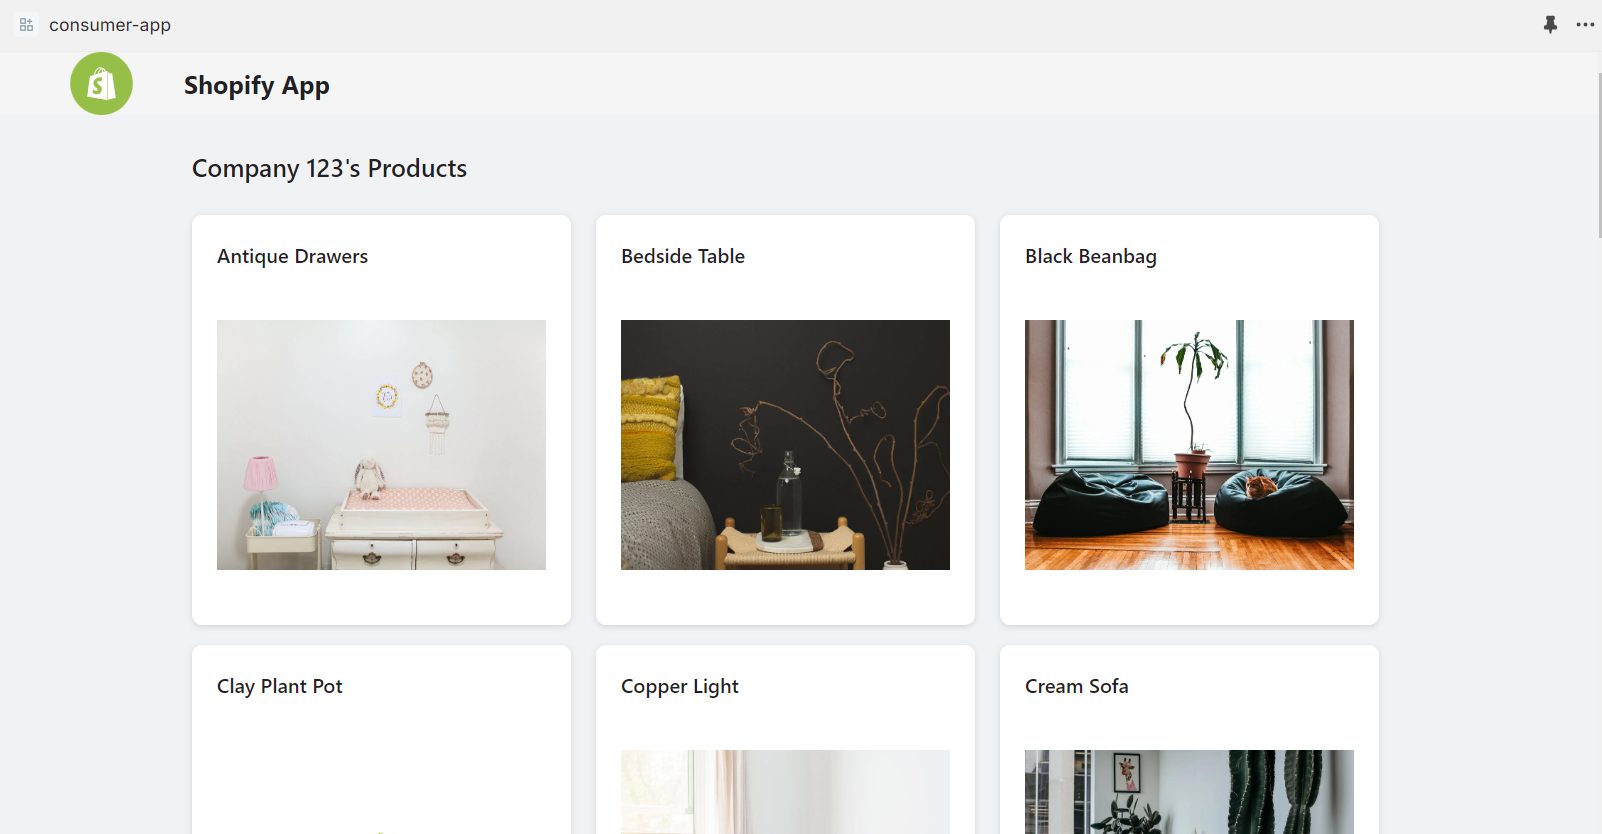 consumer-app
Shopify App
Company 123's Products
Antique Drawers
Bedside Table
Black Beanbag
Clay Plant Pot
Copper Light
Cream Sofa